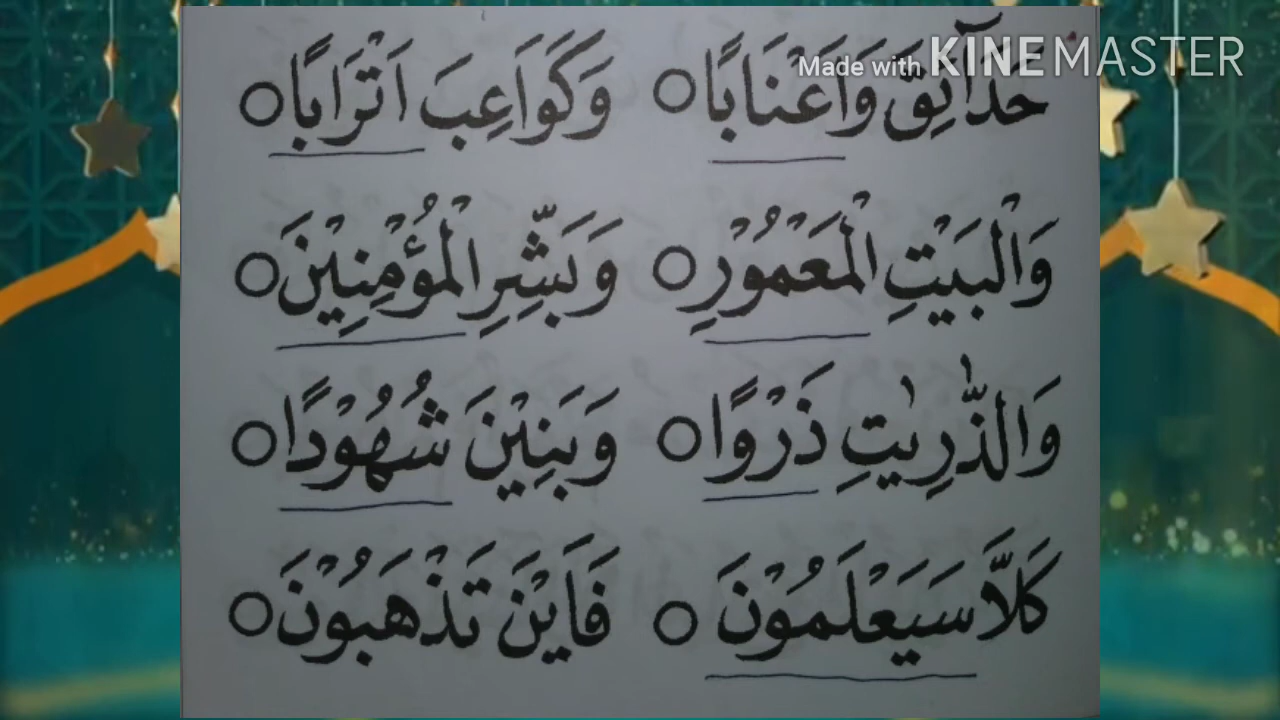 Made with KINEMASTER
حَدَآئِقَ وَاَعْنَابًا ○ وَكَوَاعِبَ اَتْرَابًا ○
وَالْبَيْتِ الْمَعْمُوْرِ ○ وَبَشِّرِ الْمُؤْمِنِيْنَ ○
وَالذّٰرِيٰتِ ذَرْوًا ○ وَبَنِيْنَ شُهُوْدًا ○
كَلَّا سَيَعْلَمُوْنَ ○ فَاَيْنَ تَذْهَبُوْنَ ○